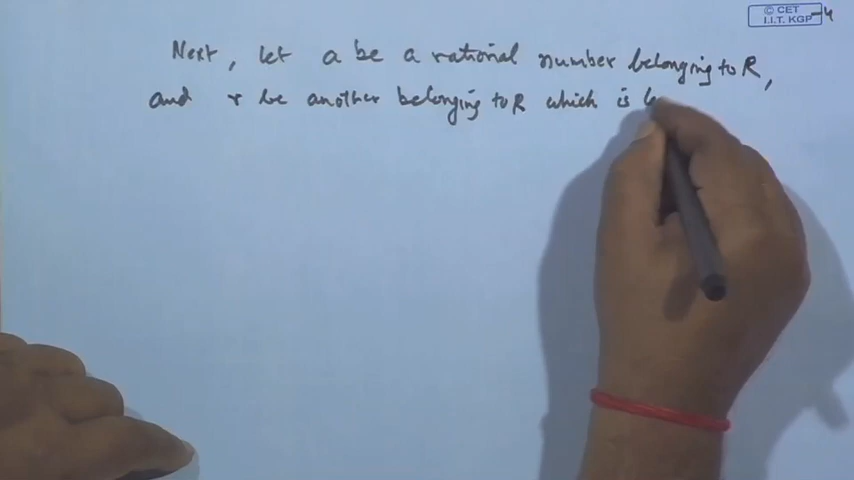 © CET
I.I.T. KGP
Next, let a be a rational number belonging to R,
and r be another belonging to R which is